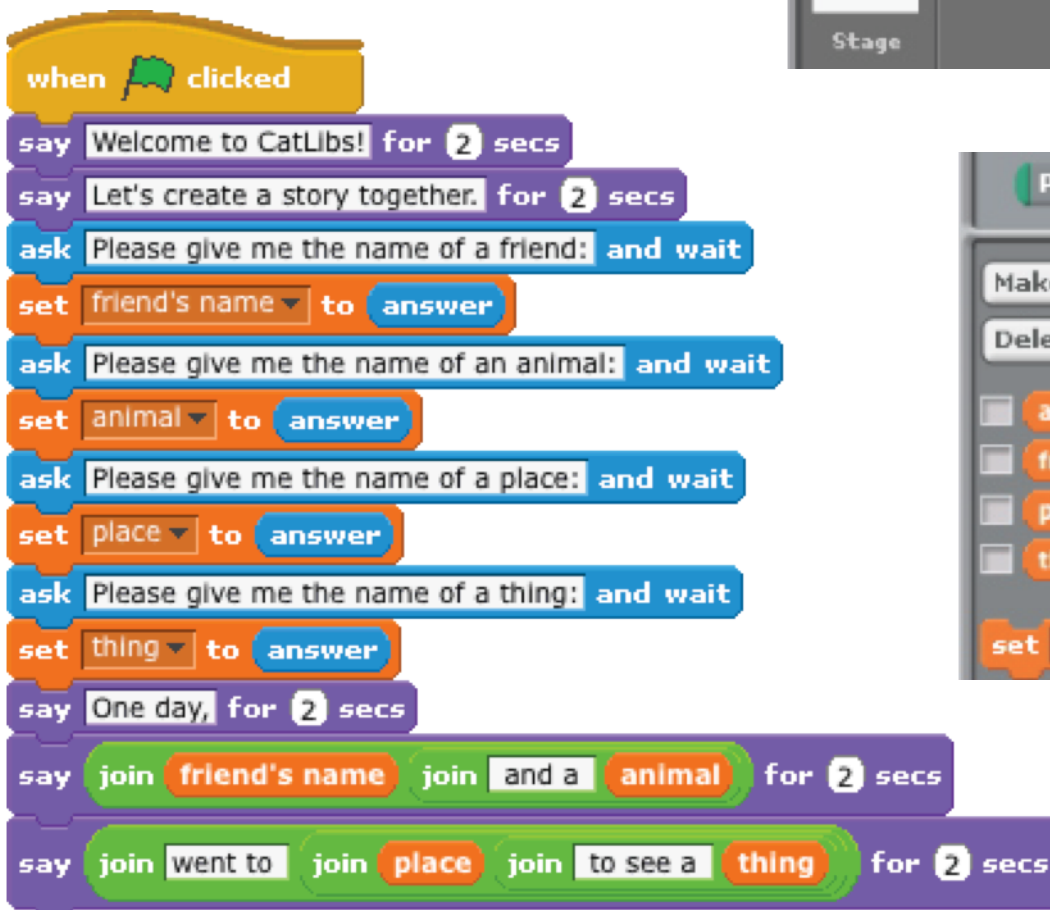 Stage
when clicked
say Welcome to CatLibs! for 2 secs
say Let's create a story together. for 2 secs
ask Please give me the name of a friend: and wait
set friend's name to answer
ask Please give me the name of an animal: and wait
set animal to answer
ask Please give me the name of a place: and wait
set place to answer
ask Please give me the name of a thing: and wait
set thing to answer
say One day, for 2 secs
say join friend's name join and a animal for 2 secs
say join went to join place join to see a thing for 2 secs
set